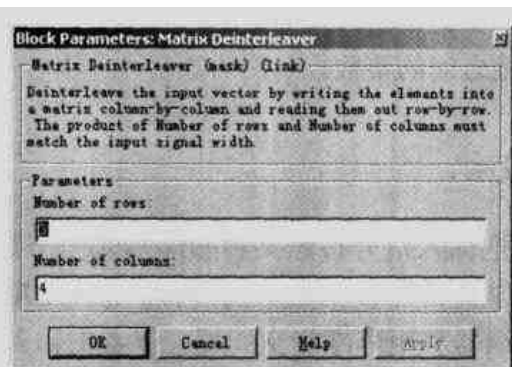 Block Parameters: Matrix Deinterleaver
Matrix Deinterleaver (mask) (link)
Deinterleave the input vector by writing the elements into
a matrix column-by-column and reading them out row-by-row.
The product of Number of rows and Number of columns must
match the input signal width.
Parameters
Number of rows:
Number of columns:
4
OK
Cancel
Help
Apply